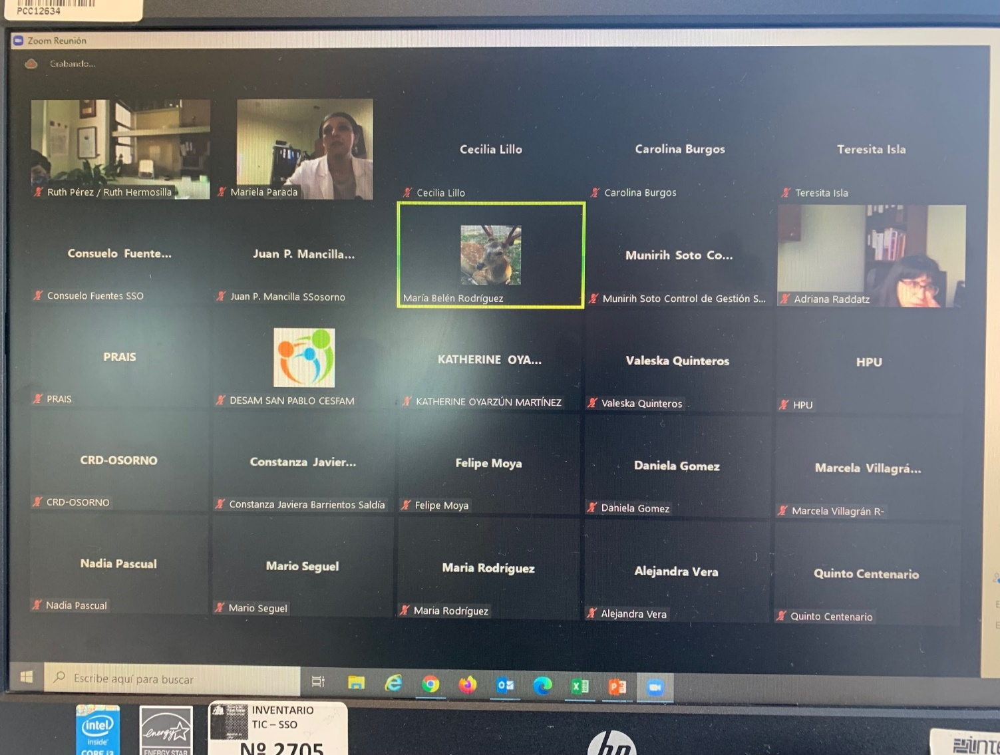 PCC12634
Zoom Reunión
Grabando...
Ruth Pérez / Ruth Hermosilla
Mariela Parada
Cecilia Lillo
Cecilia Lillo
Carolina Burgos
Carolina Burgos
Teresita Isla
Teresita Isla
Consuelo Fuente...
Consuelo Fuentes SSO
Juan P. Mancilla...
Juan P. Mancilla SSosorno
María Belén Rodríguez
Munirih Soto Co...
Munirih Soto Control de Gestión S...
Adriana Raddatz
PRAIS
PRAIS
DESAM SAN PABLO CESFAM
KATHERINE OYA...
KATHERINE OYARZÚN MARTÍNEZ
Valeska Quinteros
Valeska Quinteros
HPU
HPU
CRD-OSORNO
CRD-OSORNO
Constanza Javier...
Constanza Javiera Barrientos Saldía
Felipe Moya
Felipe Moya
Daniela Gomez
Daniela Gomez
Marcela Villagrá...
Marcela Villagrán R-
Nadia Pascual
Nadia Pascual
Mario Seguel
Mario Seguel
Maria Rodríguez
Maria Rodríguez
Alejandra Vera
Alejandra Vera
Quinto Centenario
Quinto Centenario
Escribe aquí para buscar
intel
inside
CORE i3
energy
ENERGY STAR
INVENTARIO
TIC – SSO
Nº 2705
hp